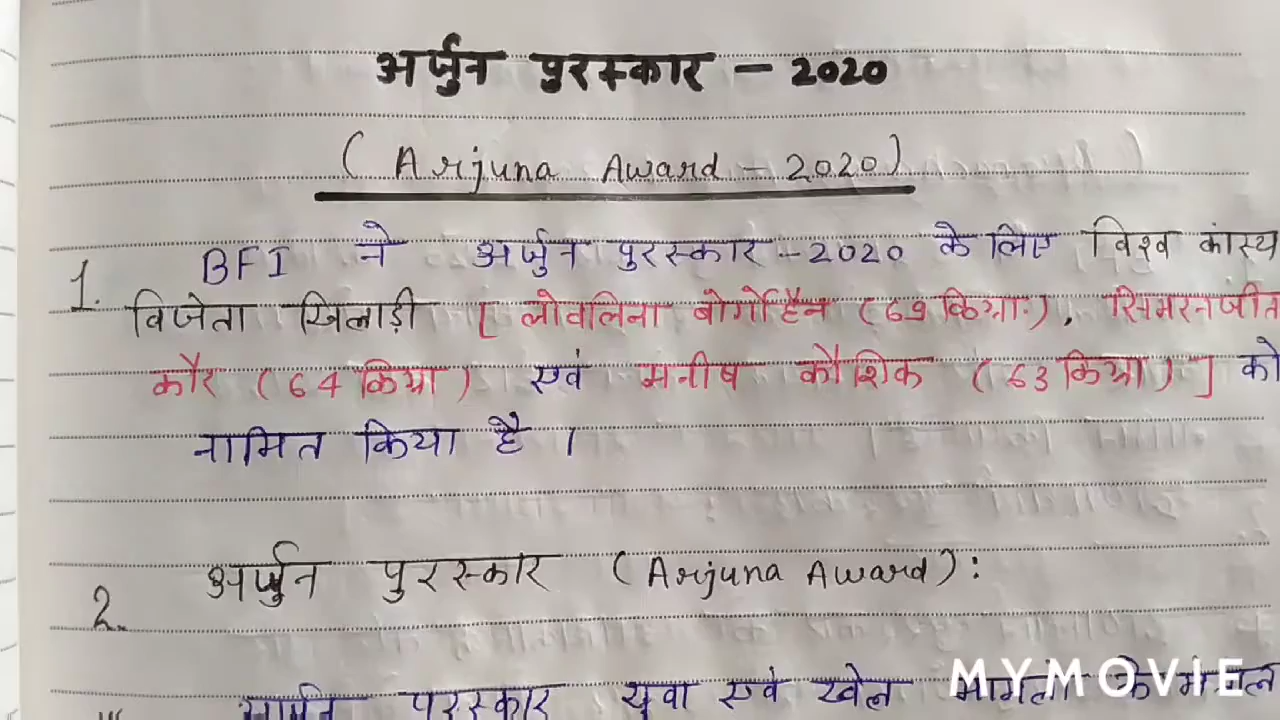 अर्जुन पुरस्कार - 2020
( Arjuna Award - 2020)
1. BFI ने अर्जुन पुरस्कार - 2020 के लिए विश्व कांस्य
विजेता खिलाड़ी [ लोवलिना बोर्गोहैन (69 किग्रा.), सिमरनजीत
कौर (64 किग्रा) एवं मनीष कौशिक (63 किग्रा) ] को
नामित किया है ।
2. अर्जुन पुरस्कार (Arjuna Award):
पुरस्कार युवा एवं खेल मामलों के
MYMOVIE